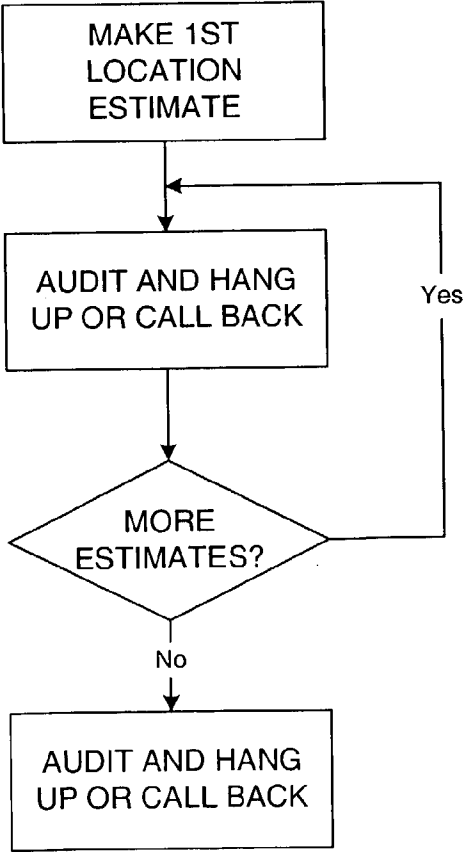 MAKE 1ST
LOCATION
ESTIMATE
AUDIT AND HANG
UP OR CALL BACK
Yes
MORE
ESTIMATES?
No
AUDIT AND HANG
UP OR CALL BACK